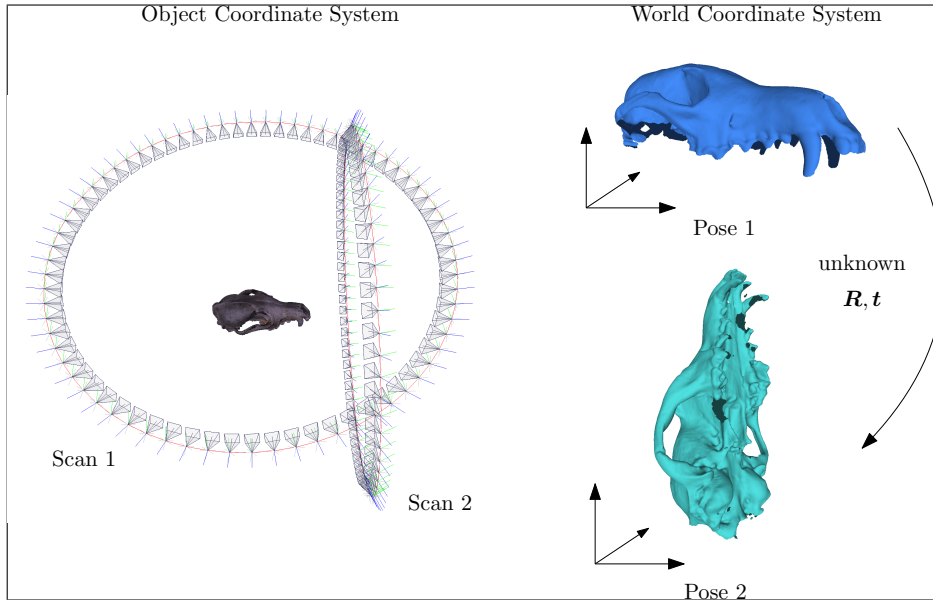 Object Coordinate System
World Coordinate System
Pose 1
unknown
R, t
Scan 1
Scan 2
Pose 2